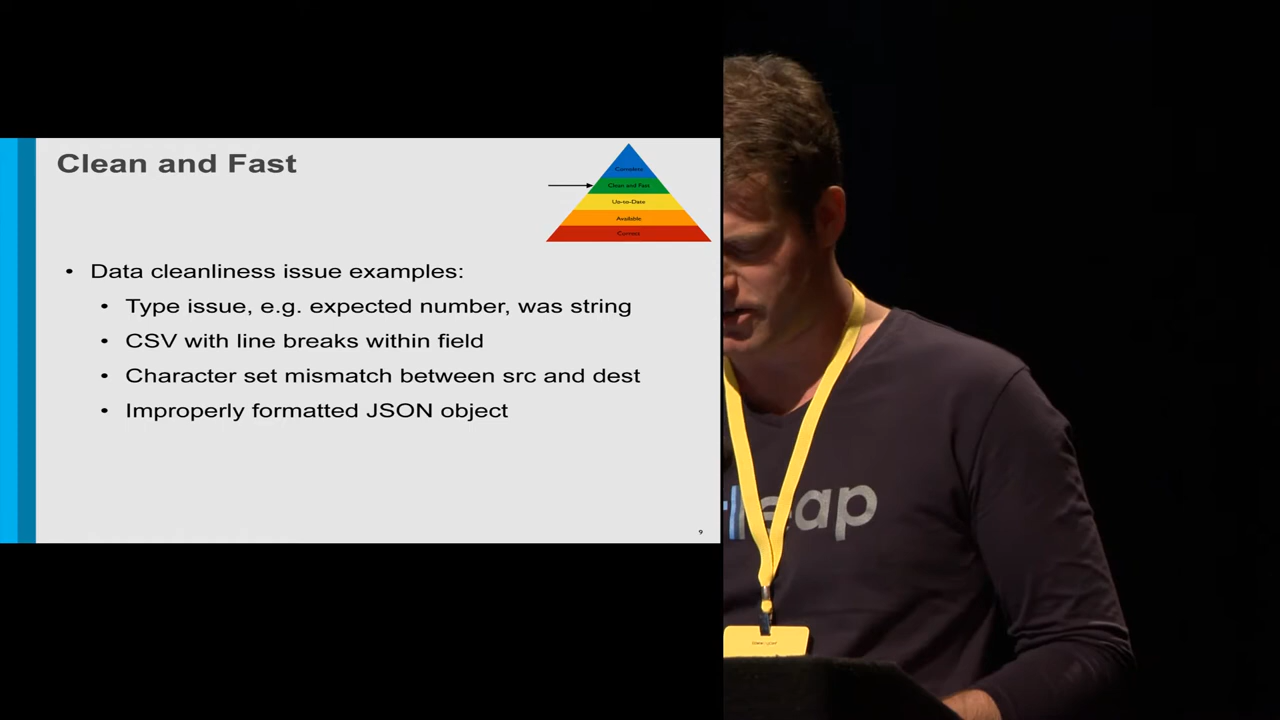 Clean and Fast
Complete
Clean and Fast
Up-to-Date
Available
Correct
• Data cleanliness issue examples:
• Type issue, e.g. expected number, was string
• CSV with line breaks within field
• Character set mismatch between src and dest
• Improperly formatted JSON object
9
eap